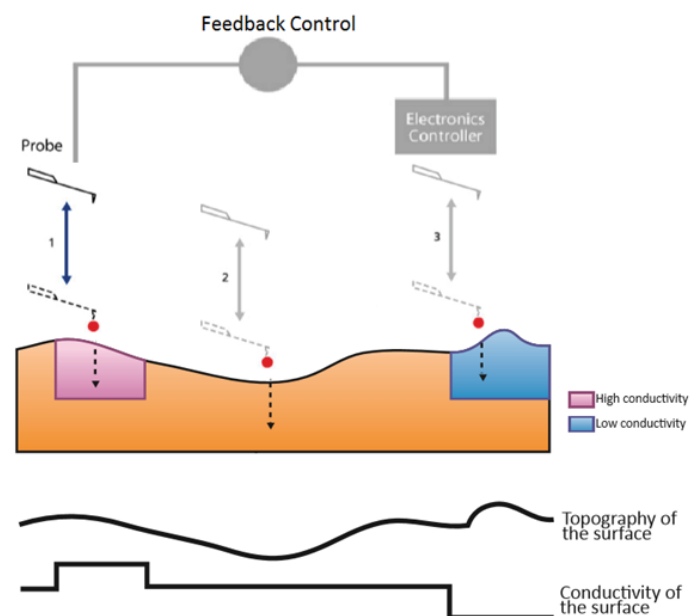 Feedback Control
Electronics
Controller
Probe
1
2
3
High conductivity
Low conductivity
Topography of
the surface
Conductivity of
the surface